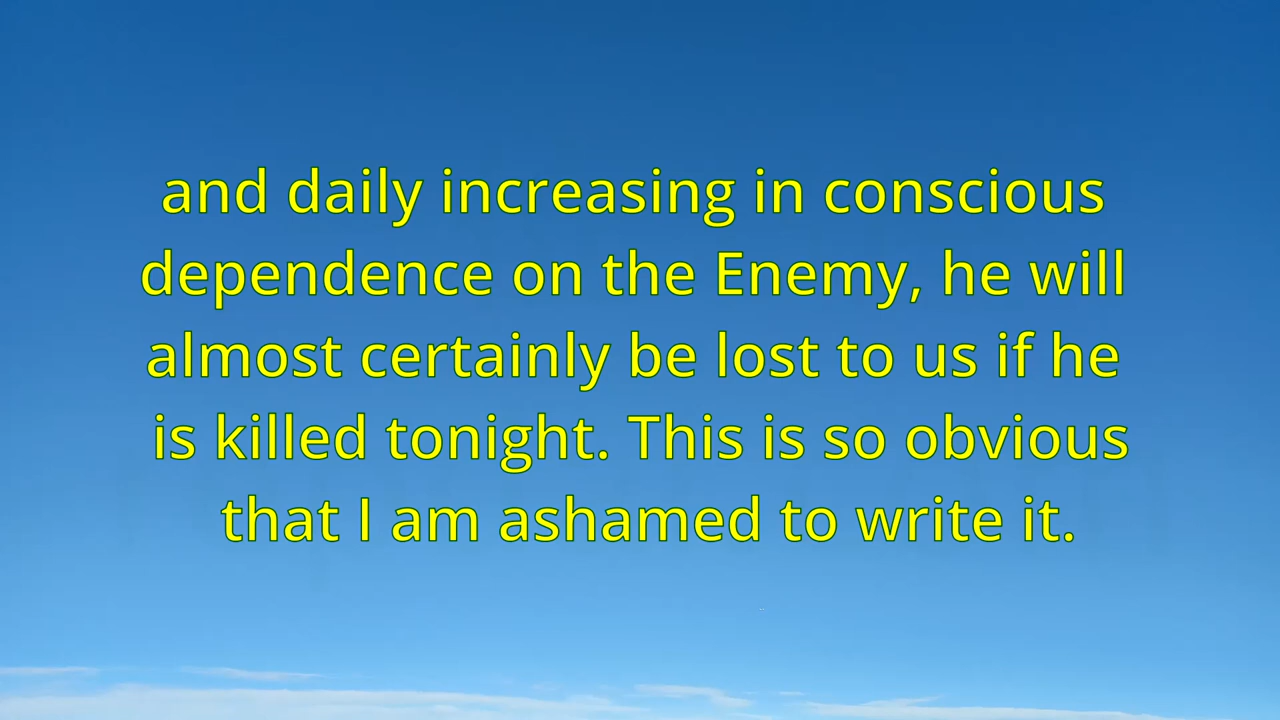 and daily increasing in conscious
dependence on the Enemy, he will
almost certainly be lost to us if he
is killed tonight. This is so obvious
that I am ashamed to write it.